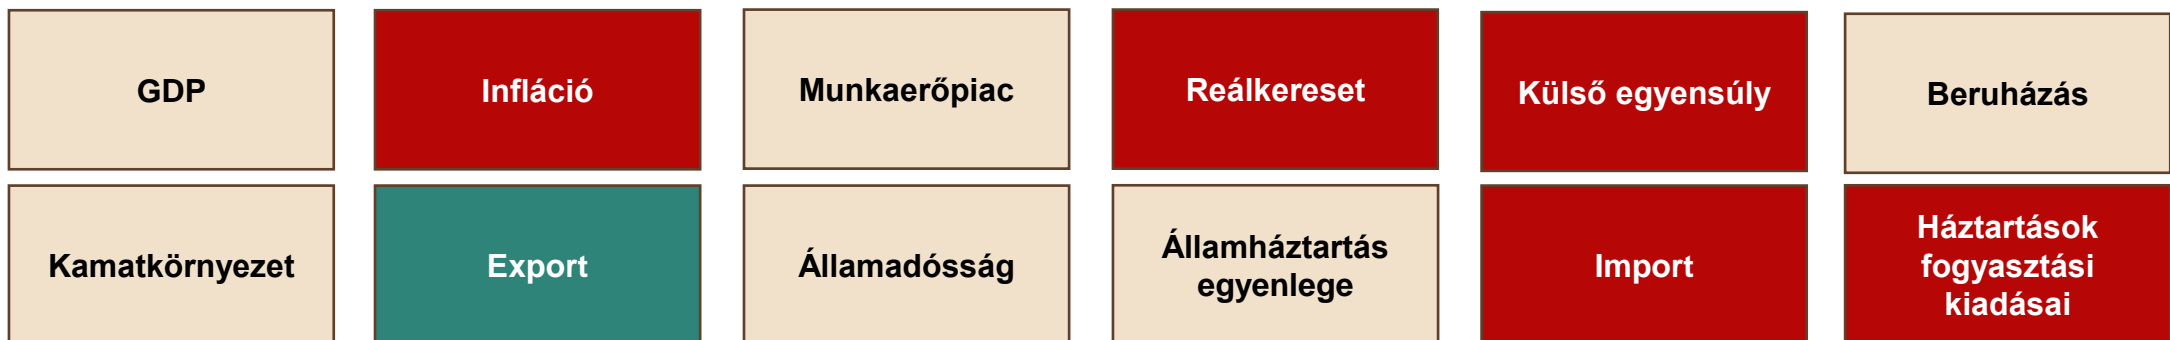 GDP
Infláció
Munkaerőpiac
Reálkereset
Külső egyensúly
Beruházás
Kamatkörnyezet
Export
Államadósság
Államháztartás
egyenlege
Import
Háztartások
fogyasztási
kiadásai